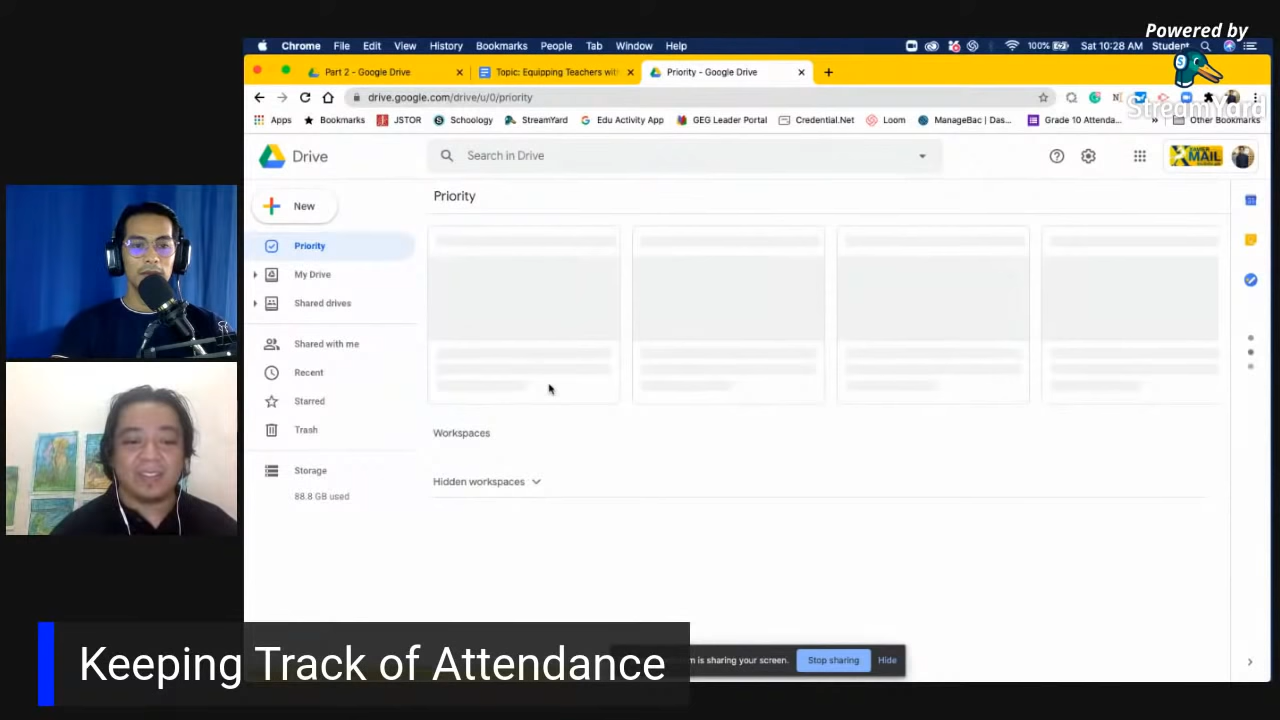 Powered by
StreamYard
Chrome File Edit View History Bookmarks People Tab Window Help 100% Sat 10:28 AM Student
Part 2 - Google Drive Topic: Equipping Teachers wit Priority - Google Drive
drive.google.com/drive/u/0/priority
Apps Bookmarks JSTOR Schoology StreamYard Edu Activity App GEG Leader Portal Credential.Net Loom ManageBac | Das... Grade 10 Attenda... » Other Bookmarks
Drive Search in Drive MAIL
New
Priority
Priority
My Drive
Shared drives
Shared with me
Recent
Starred
Trash
Storage
88.8 GB used
Workspaces
Hidden workspaces
is sharing your screen. Stop sharing Hide
Keeping Track of Attendance